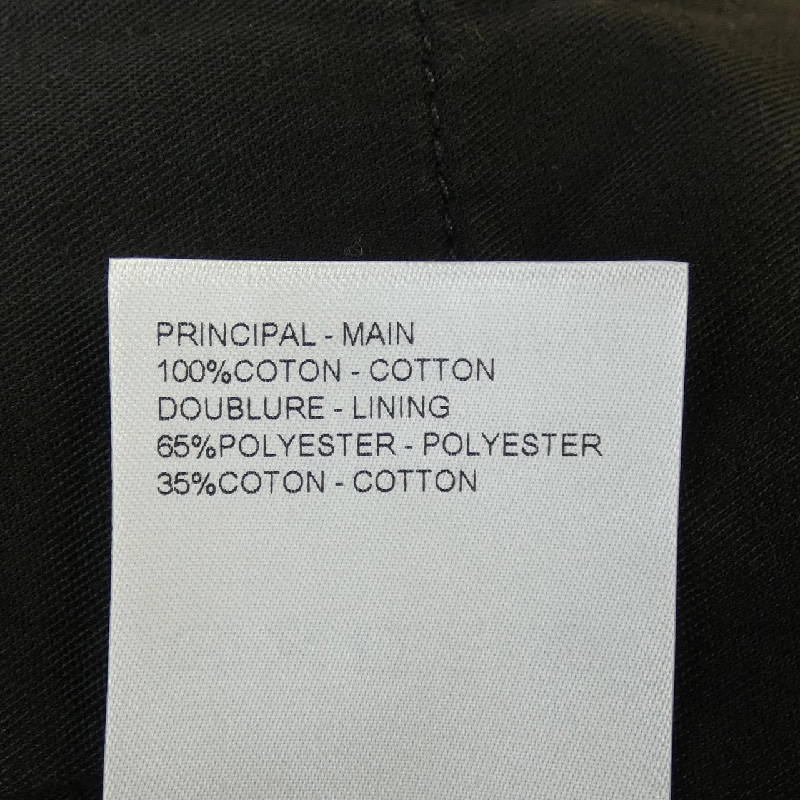 PRINCIPAL - MAIN
100%COTON - COTTON
DOUBLURE - LINING
65%POLYESTER - POLYESTER
35%COTON - COTTON